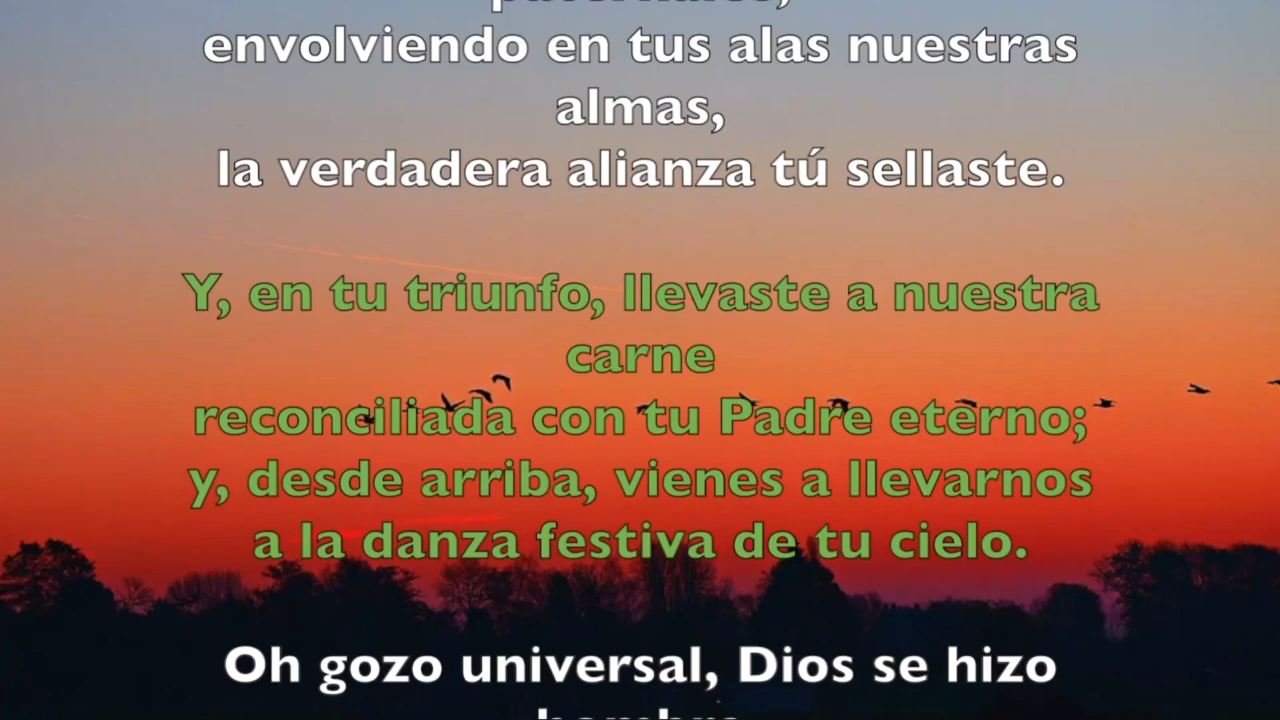 envolviendo en tus alas nuestras
almas,
la verdadera alianza tú sellaste.
Y, en tu triunfo, llevaste a nuestra
carne
reconciliada con tu Padre eterno;
y, desde arriba, vienes a llevarnos
a la danza festiva de tu cielo.
Oh gozo universal, Dios se hizo